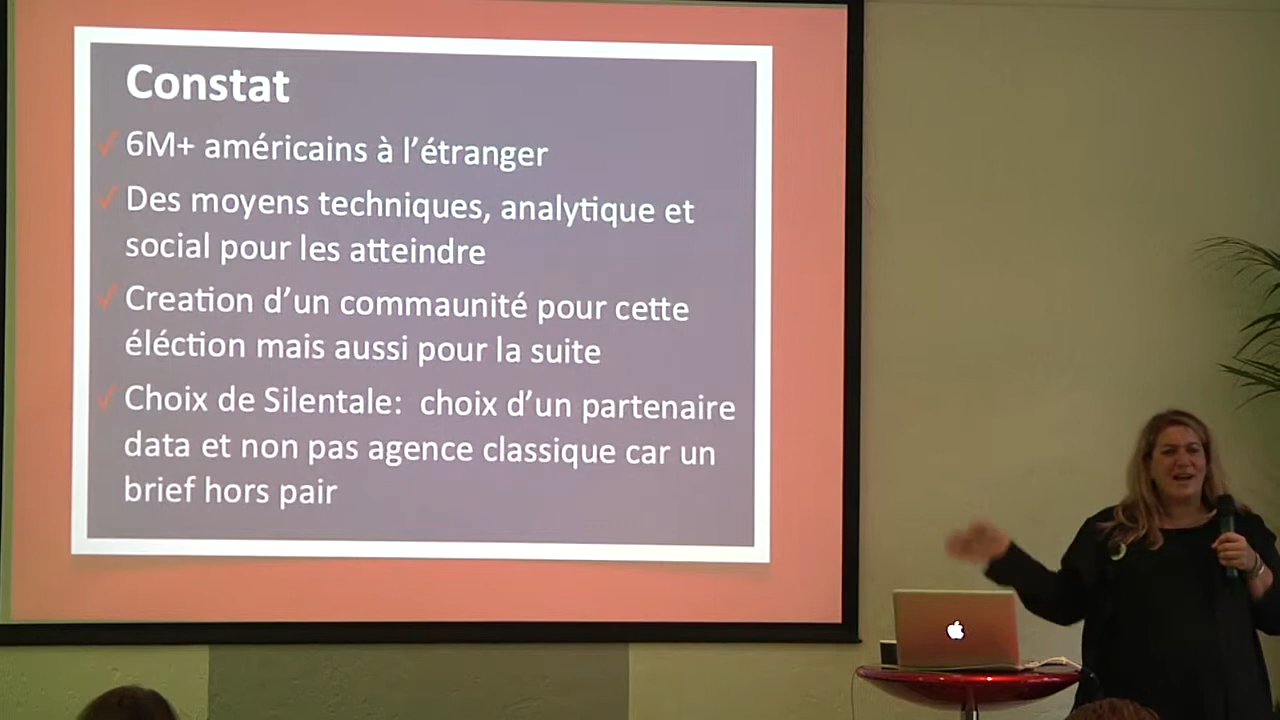 Constat
6M+ américains à l’étranger
Des moyens techniques, analytique et
social pour les atteindre
Creation d’un commaunité pour cette
éléction mais aussi pour la suite
Choix de Silentale:  choix d’un partenaire
data et non pas agence classique car un
brief hors pair